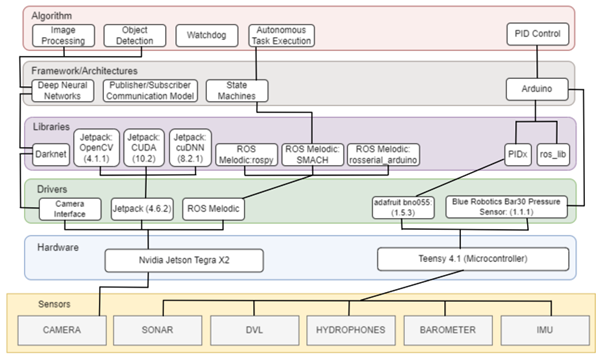 Algorithm
Image
Processing
Object
Detection
Watchdog
Autonomous
Task Execution
PID Control
Framework/Architectures
Deep Neural
Networks
Publisher/Subscriber
Communication Model
State
Machines
Arduino
Libraries
Darknet
Jetpack:
OpenCV
(4.1.1)
Jetpack:
CUDA
(10.2)
Jetpack:
cuDNN
(8.2.1)
ROS
Melodic:rospy
ROS Melodic:
SMACH
ROS Melodic:
rosserial_arduino
PIDx
ros_lib
Drivers
Camera
Interface
Jetpack (4.6.2)
ROS Melodic
adafruit bno055:
(1.5.3)
Blue Robotics Bar30 Pressure
Sensor: (1.1.1)
Hardware
Nvidia Jetson Tegra X2
Teensy 4.1 (Microcontroller)
Sensors
CAMERA
SONAR
DVL
HYDROPHONES
BAROMETER
IMU